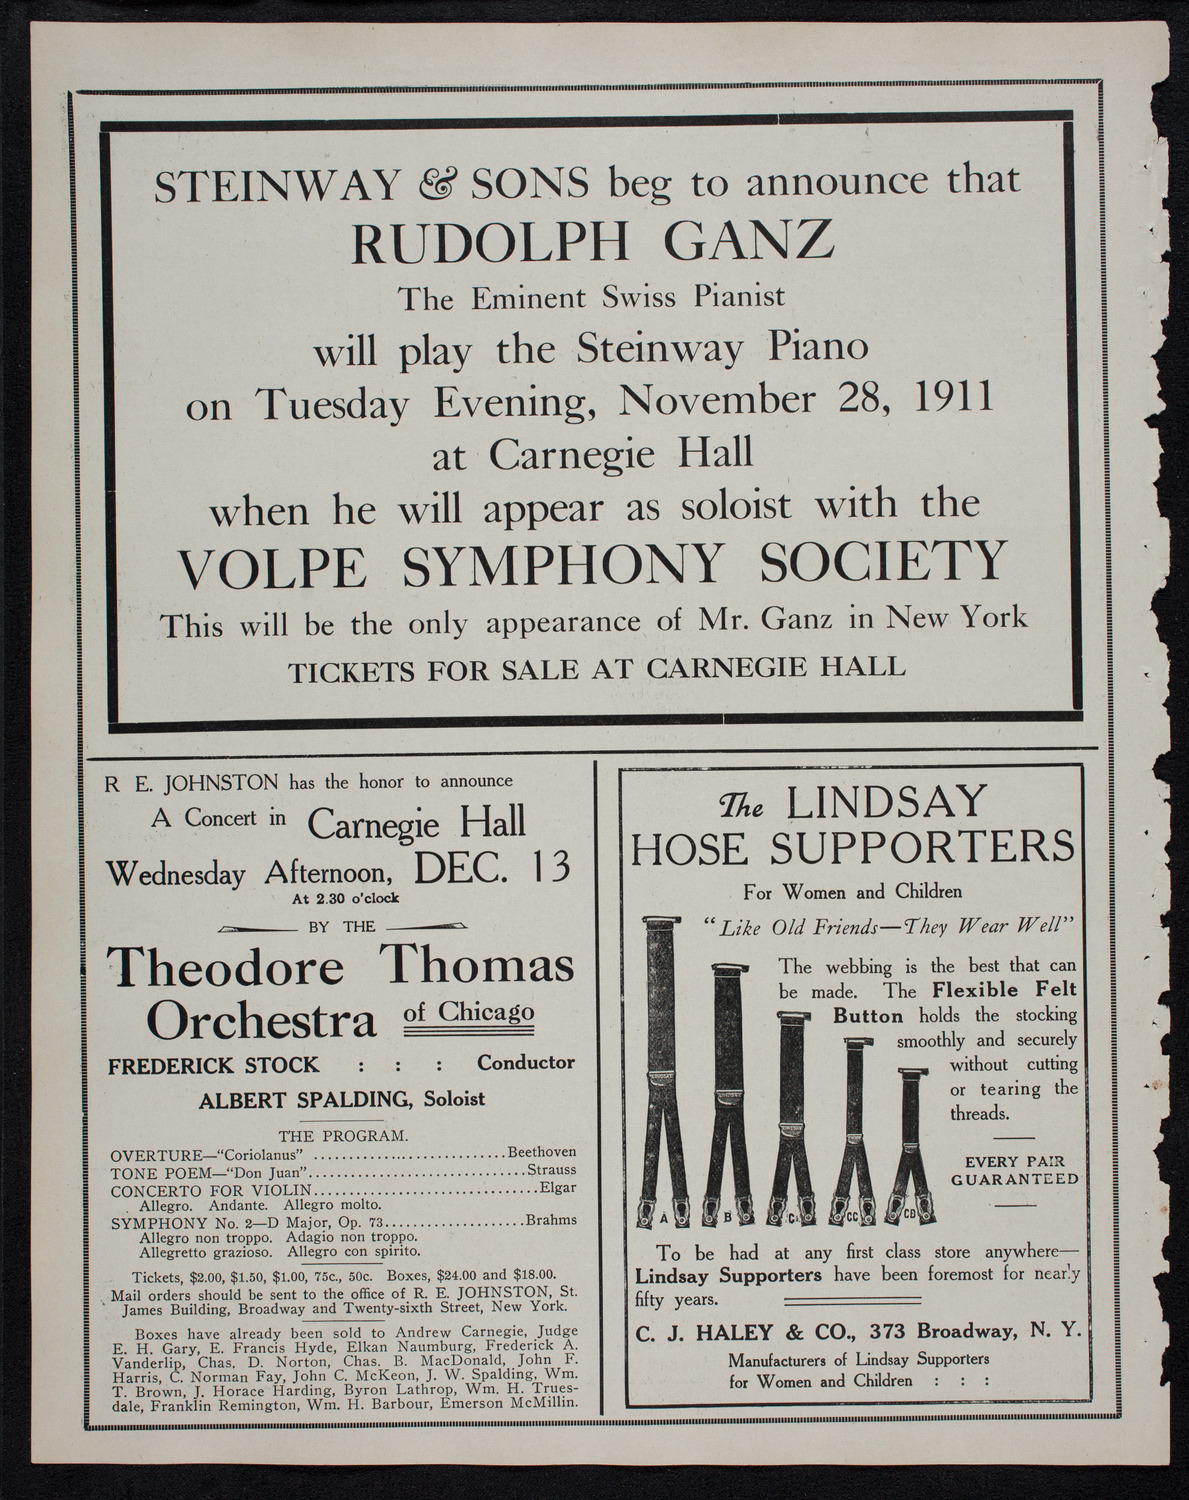 STEINWAY & SONS beg to announce that
RUDOLPH GANZ
The Eminent Swiss Pianist
will play the Steinway Piano
on Tuesday Evening, November 28, 1911
at Carnegie Hall
when he will appear as soloist with the
VOLPE SYMPHONY SOCIETY
This will be the only appearance of Mr. Ganz in New York
TICKETS FOR SALE AT CARNEGIE HALL
R E. JOHNSTON has the honor to announce
A Concert in Carnegie Hall
Wednesday Afternoon, DEC. 13
At 2.30 o'clock
BY THE
Theodore Thomas
Orchestra of Chicago
FREDERICK STOCK : : : Conductor
ALBERT SPALDING, Soloist
THE PROGRAM.
OVERTURE—"Coriolanus" ..............................Beethoven
TONE POEM—"Don Juan".................................Strauss
CONCERTO FOR VIOLIN..................................Elgar
Allegro. Andante. Allegro molto.
SYMPHONY No. 2—D Major, Op. 73.....................Brahms
Allegro non troppo. Adagio non troppo.
Allegretto grazioso. Allegro con spirito.
Tickets, $2.00, $1.50, $1.00, 75c., 50c. Boxes, $24.00 and $18.00.
Mail orders should be sent to the office of R. E. JOHNSTON, St.
James Building, Broadway and Twenty-sixth Street, New York.
Boxes have already been sold to Andrew Carnegie, Judge
E. H. Gary, E. Francis Hyde, Elkan Naumburg, Frederick A.
Vanderlip, Chas. D. Norton, Chas. B. MacDonald, John F.
Harris, C. Norman Fay, John C. McKeon, J. W. Spalding, Wm.
T. Brown, J. Horace Harding, Byron Lathrop, Wm. H. Trues-
dale, Franklin Remington, Wm. H. Barbour, Emerson McMillin.
The LINDSAY
HOSE SUPPORTERS
For Women and Children
"Like Old Friends—They Wear Well"
The webbing is the best that can
be made. The Flexible Felt
Button holds the stocking
smoothly and securely
without cutting
or tearing the
threads.
EVERY PAIR
GUARANTEED
LINDSAY
LINDSAY
A B C CC CB
To be had at any first class store anywhere—
Lindsay Supporters have been foremost for nearly
fifty years.
C. J. HALEY & CO., 373 Broadway, N. Y.
Manufacturers of Lindsay Supporters
for Women and Children : : :